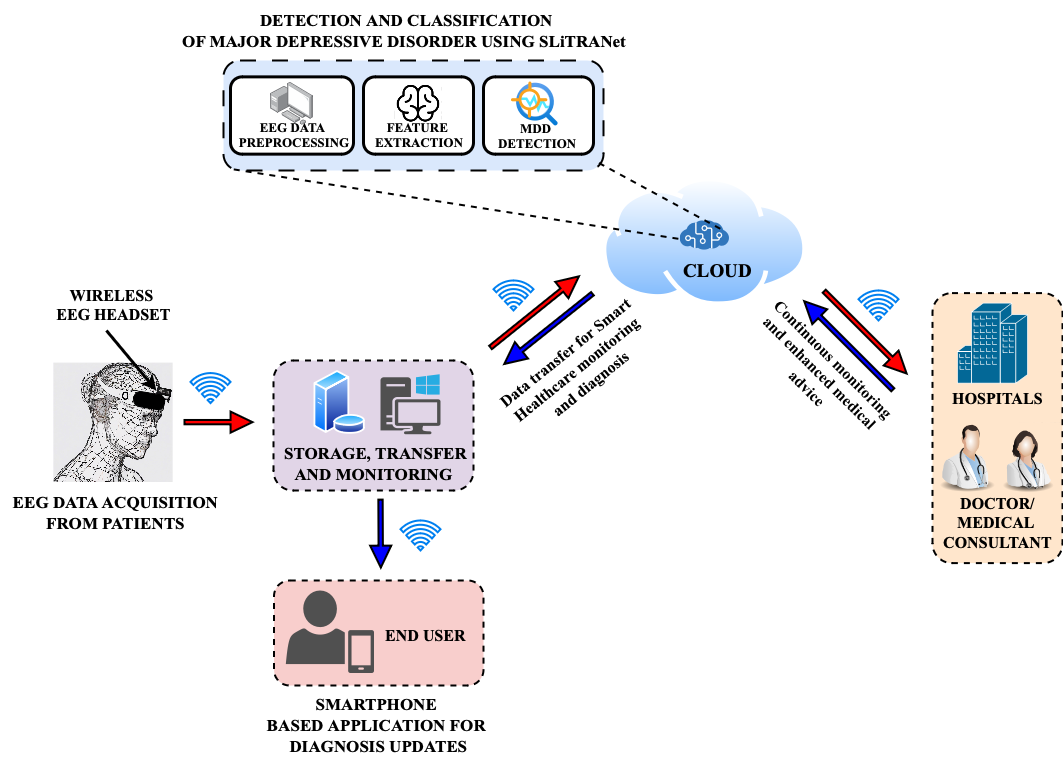 DETECTION AND CLASSIFICATION
OF MAJOR DEPRESSIVE DISORDER USING SLiTRANet
EEG DATA
PREPROCESSING
FEATURE
EXTRACTION
MDD
DETECTION
CLOUD
WIRELESS
EEG HEADSET
Data transfer for Smart
Healthcare monitoring
and diagnosis
Continuous monitoring
and enhanced medical
advice
HOSPITALS
DOCTOR/
MEDICAL
CONSULTANT
STORAGE, TRANSFER
AND MONITORING
EEG DATA ACQUISITION
FROM PATIENTS
END USER
SMARTPHONE
BASED APPLICATION FOR
DIAGNOSIS UPDATES